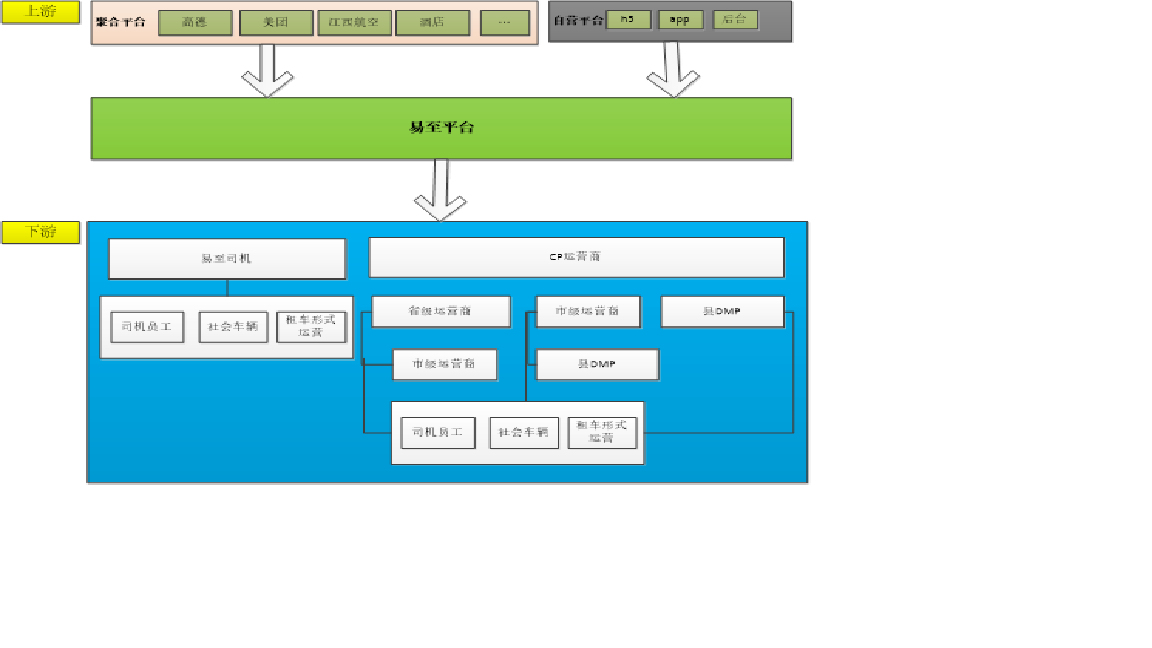 上游
聚合平台
高德
美团
江西航空
酒店
...
自营平台
h5
app
后台
易至平台
下游
易至司机
CP运营商
司机员工
社会车辆
租车形式
运营
省级运营商
市级运营商
县DMP
市级运营商
县DMP
司机员工
社会车辆
租车形式
运营